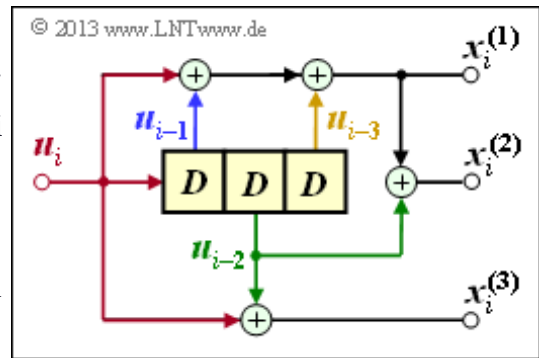 © 2013 www.LNTwww.de
x_i^(1)
u_{i−1}
u_{i−3}
u_i
x_i^(2)
D D D
u_{i−2}
x_i^(3)